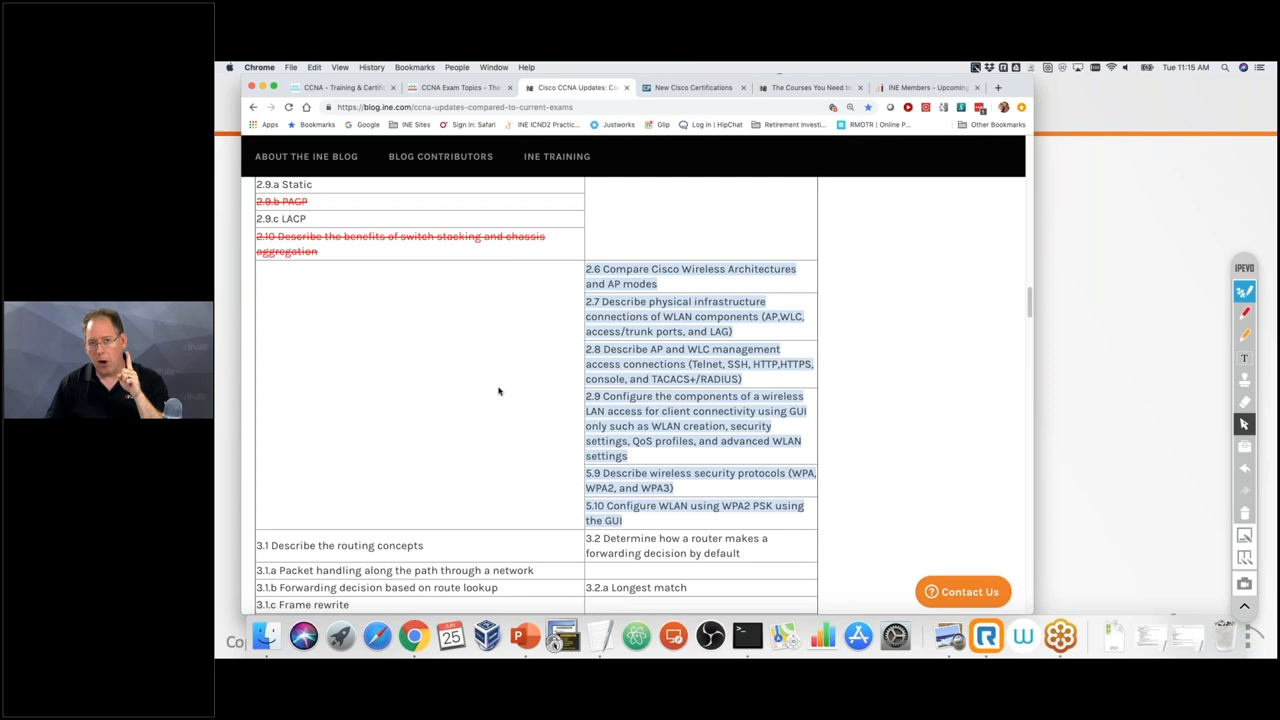 Chrome File Edit View History Bookmarks People Window Help
Tue 11:15 AM
CCNA - Training & Certifi
CCNA Exam Topics - The
Cisco CCNA Updates: Co
New Cisco Certifications
The Courses You Need to
INE Members - Upcoming
https://blog.ine.com/ccna-updates-compared-to-current-exams
Apps Bookmarks Google INE Sites Sign in: Safari INE ICND2 Practic... Justworks Glip Log in | HipChat Retirement Investi... RMOTR | Online P... Other Bookmarks
ABOUT THE INE BLOG BLOG CONTRIBUTORS INE TRAINING
2.9.a Static
2.9.b PAGP
2.9.c LACP
2.10 Describe the benefits of switch stacking and chassis
aggregation
2.6 Compare Cisco Wireless Architectures
and AP modes
2.7 Describe physical infrastructure
connections of WLAN components (AP,WLC,
access/trunk ports, and LAG)
2.8 Describe AP and WLC management
access connections (Telnet, SSH, HTTP,HTTPS,
console, and TACACS+/RADIUS)
2.9 Configure the components of a wireless
LAN access for client connectivity using GUI
only such as WLAN creation, security
settings, QoS profiles, and advanced WLAN
settings
5.9 Describe wireless security protocols (WPA,
WPA2, and WPA3)
5.10 Configure WLAN using WPA2 PSK using
the GUI
3.1 Describe the routing concepts
3.2 Determine how a router makes a
forwarding decision by default
3.1.a Packet handling along the path through a network
3.1.b Forwarding decision based on route lookup
3.2.a Longest match
3.1.c Frame rewrite
Contact Us
IPEVO
T
JUN
25
Co